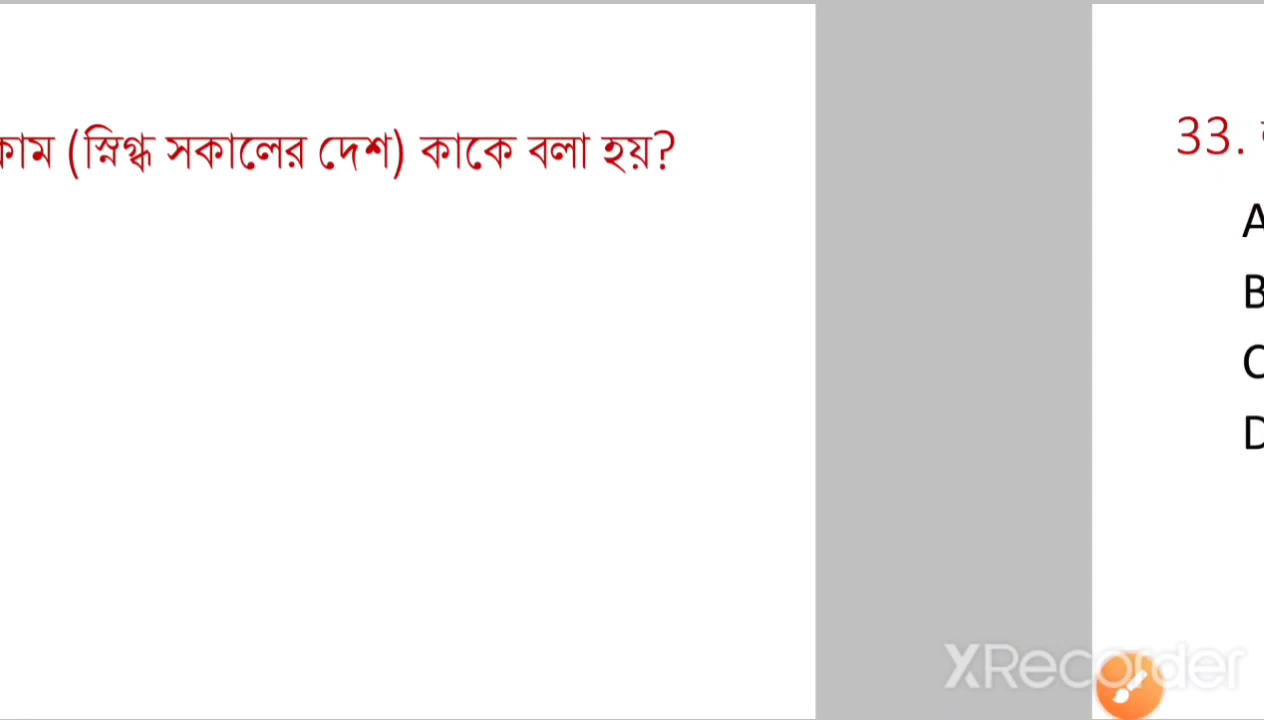 কাম (স্নিগ্ধ সকালের দেশ) কাকে বলা হয়?
33.
A
B
C
D
XRecorder